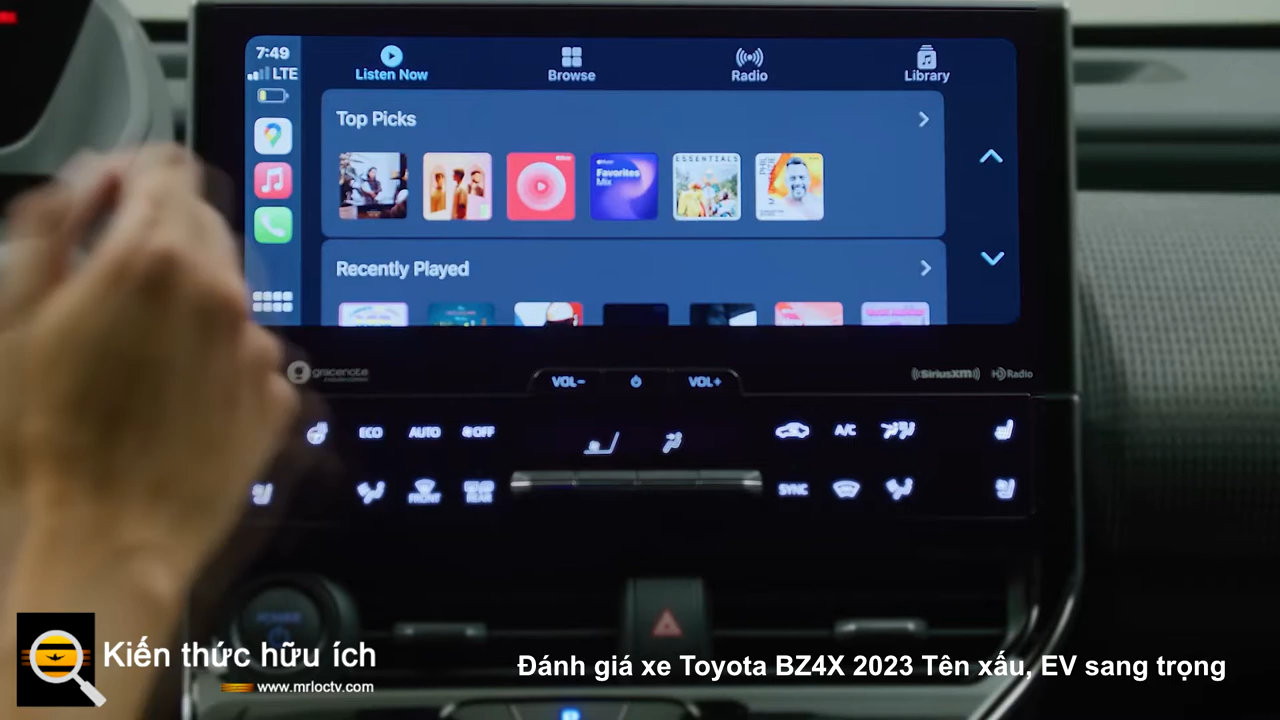 7:49
LTE
Listen Now
Browse
Radio
Library
Top Picks
Favorites
Mix
ESSENTIALS
Recently Played
gracenote
VOL-
VOL+
SiriusXM
HD Radio
ECO
AUTO
OFF
A/C
FRONT
REAR
SYNC
POWER
Kiến thức hữu ích
www.mrloctv.com
Đánh giá xe Toyota BZ4X 2023 Tên xấu, EV sang trọng